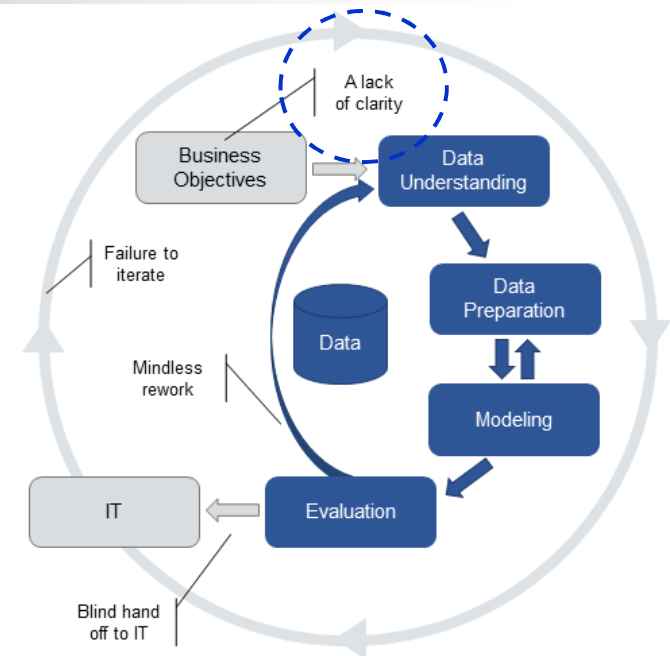 A lack
of clarity
Business
Objectives
Data
Understanding
Failure to
iterate
Data
Preparation
Data
Mindless
rework
Modeling
IT
Evaluation
Blind hand
off to IT